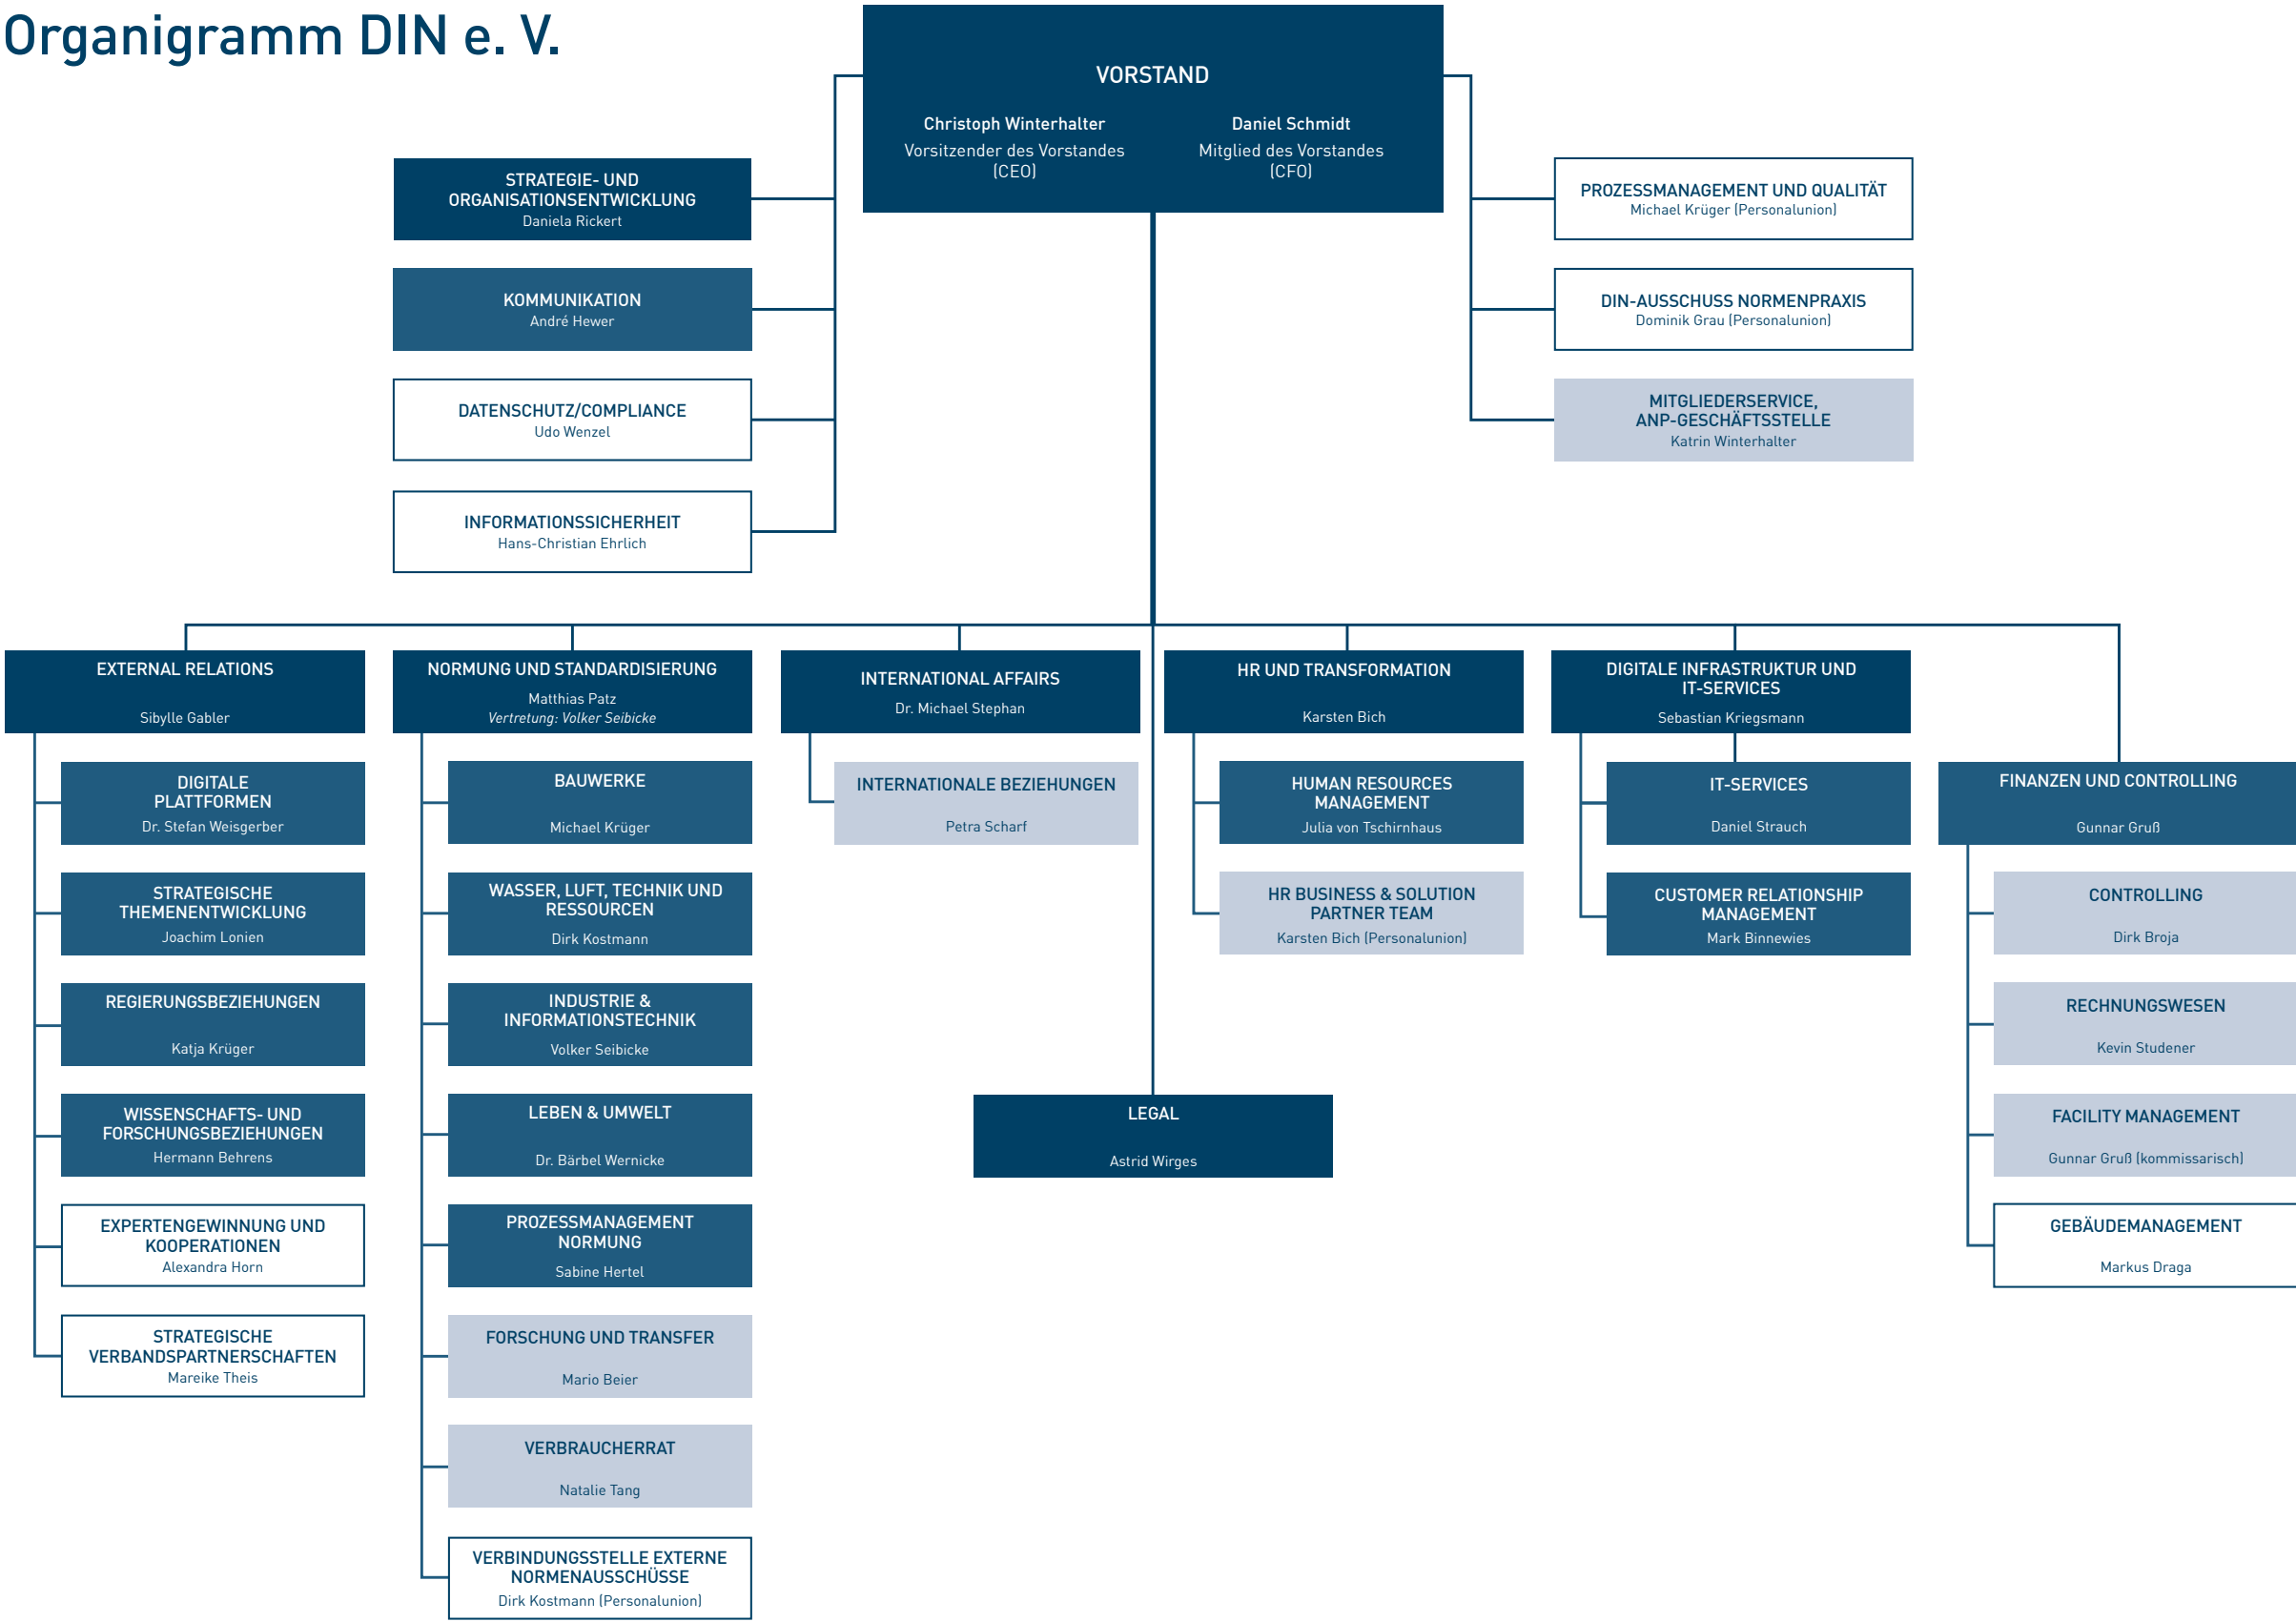 Organigramm DIN e. V.
VORSTAND
Christoph Winterhalter
Vorsitzender des Vorstandes
(CEO)
Daniel Schmidt
Mitglied des Vorstandes
(CFO)
STRATEGIE- UND
ORGANISATIONSENTWICKLUNG
Daniela Rickert
KOMMUNIKATION
André Hewer
DATENSCHUTZ/COMPLIANCE
Udo Wenzel
INFORMATIONSSICHERHEIT
Hans-Christian Ehrlich
PROZESSMANAGEMENT UND QUALITÄT
Michael Krüger (Personalunion)
DIN-AUSSCHUSS NORMENPRAXIS
Dominik Grau (Personalunion)
MITGLIEDERSERVICE,
ANP-GESCHÄFTSSTELLE
Katrin Winterhalter
EXTERNAL RELATIONS
Sibylle Gabler
DIGITALE
PLATTFORMEN
Dr. Stefan Weisgerber
STRATEGISCHE
THEMENENTWICKLUNG
Joachim Lonien
REGIERUNGSBEZIEHUNGEN
Katja Krüger
WISSENSCHAFTS- UND
FORSCHUNGSBEZIEHUNGEN
Hermann Behrens
EXPERTENGEWINNUNG UND
KOOPERATIONEN
Alexandra Horn
STRATEGISCHE
VERBANDSPARTNERSCHAFTEN
Mareike Theis
NORMUNG UND STANDARDISIERUNG
Matthias Patz
Vertretung: Volker Seibicke
BAUWERKE
Michael Krüger
WASSER, LUFT, TECHNIK UND
RESSOURCEN
Dirk Kostmann
INDUSTRIE &
INFORMATIONSTECHNIK
Volker Seibicke
LEBEN & UMWELT
Dr. Bärbel Wernicke
PROZESSMANAGEMENT
NORMUNG
Sabine Hertel
FORSCHUNG UND TRANSFER
Mario Beier
VERBRAUCHERRAT
Natalie Tang
VERBINDUNGSSTELLE EXTERNE
NORMENAUSSCHÜSSE
Dirk Kostmann (Personalunion)
INTERNATIONAL AFFAIRS
Dr. Michael Stephan
INTERNATIONALE BEZIEHUNGEN
Petra Scharf
LEGAL
Astrid Wirges
HR UND TRANSFORMATION
Karsten Bich
HUMAN RESOURCES
MANAGEMENT
Julia von Tschirnhaus
HR BUSINESS & SOLUTION
PARTNER TEAM
Karsten Bich (Personalunion)
DIGITALE INFRASTRUKTUR UND
IT-SERVICES
Sebastian Kriegsmann
IT-SERVICES
Daniel Strauch
CUSTOMER RELATIONSHIP
MANAGEMENT
Mark Binnewies
FINANZEN UND CONTROLLING
Gunnar Gruß
CONTROLLING
Dirk Broja
RECHNUNGSWESEN
Kevin Studener
FACILITY MANAGEMENT
Gunnar Gruß (kommissarisch)
GEBÄUDEMANAGEMENT
Markus Draga